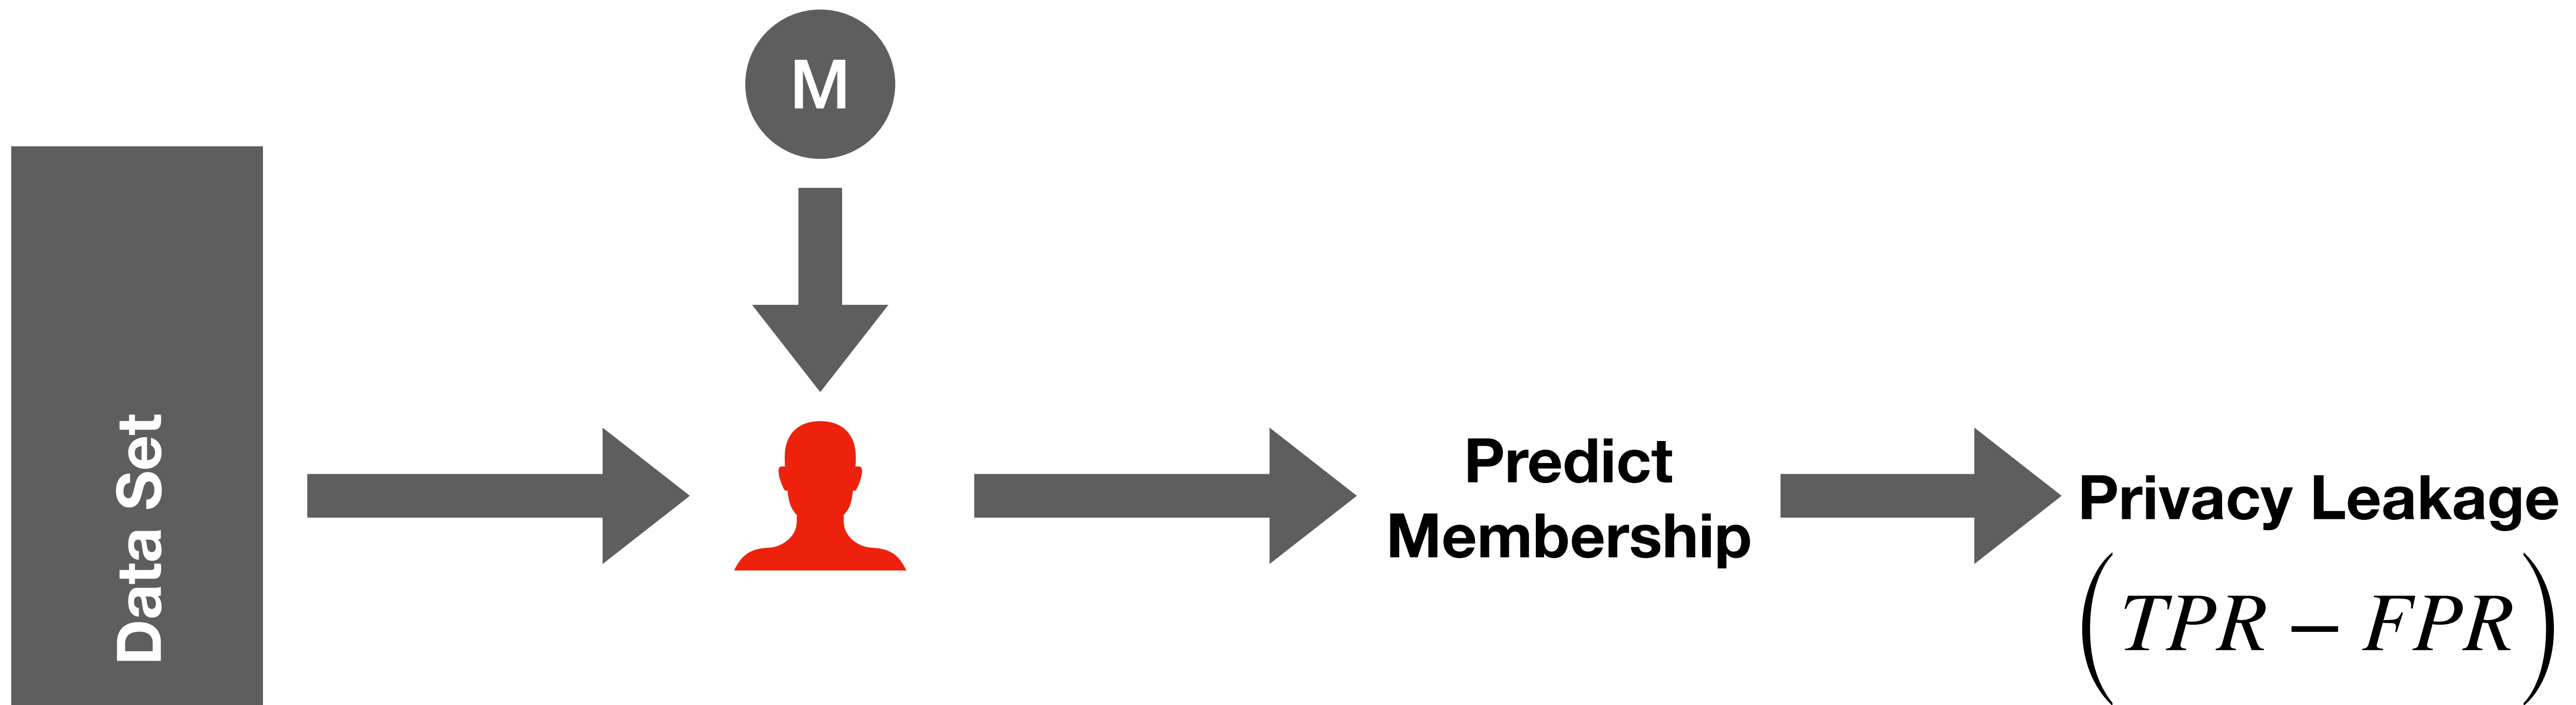 M
Data Set
Predict
Membership
Privacy Leakage
(TPR − FPR)